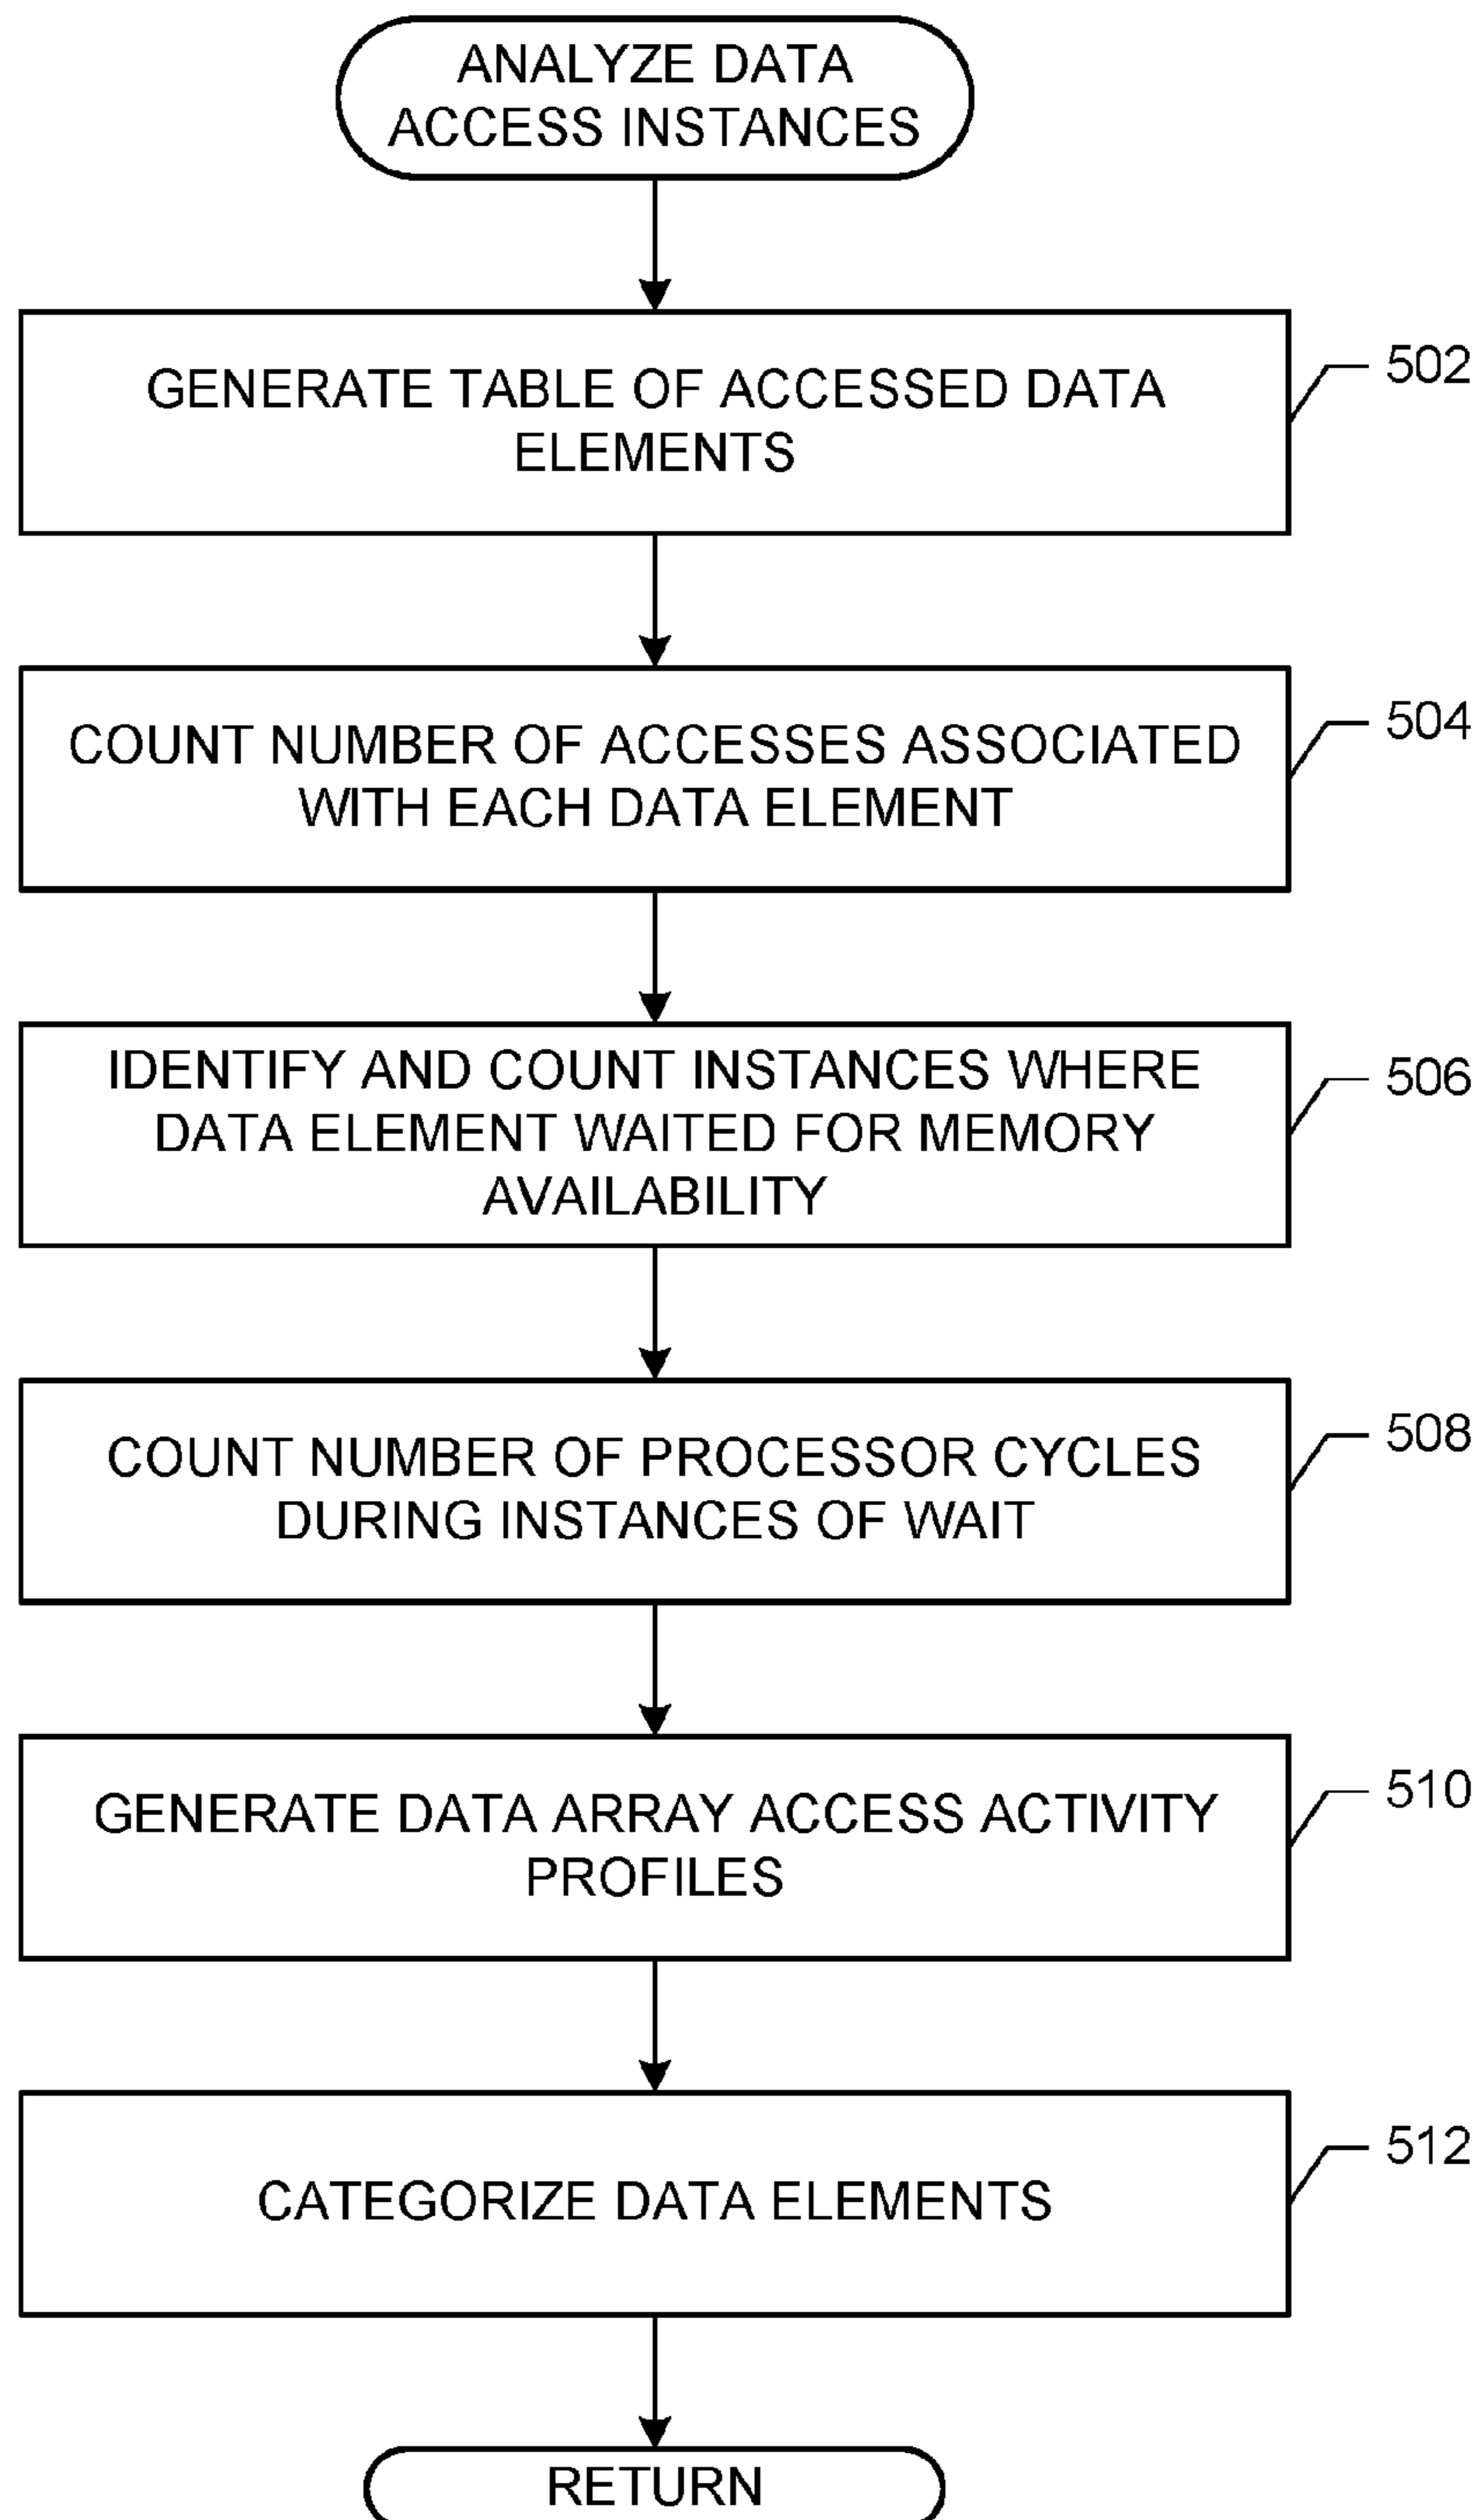 ANALYZE DATA
ACCESS INSTANCES
GENERATE TABLE OF ACCESSED DATA
ELEMENTS
502
COUNT NUMBER OF ACCESSES ASSOCIATED
WITH EACH DATA ELEMENT
504
IDENTIFY AND COUNT INSTANCES WHERE
DATA ELEMENT WAITED FOR MEMORY
AVAILABILITY
506
COUNT NUMBER OF PROCESSOR CYCLES
DURING INSTANCES OF WAIT
508
GENERATE DATA ARRAY ACCESS ACTIVITY
PROFILES
510
CATEGORIZE DATA ELEMENTS
512
RETURN